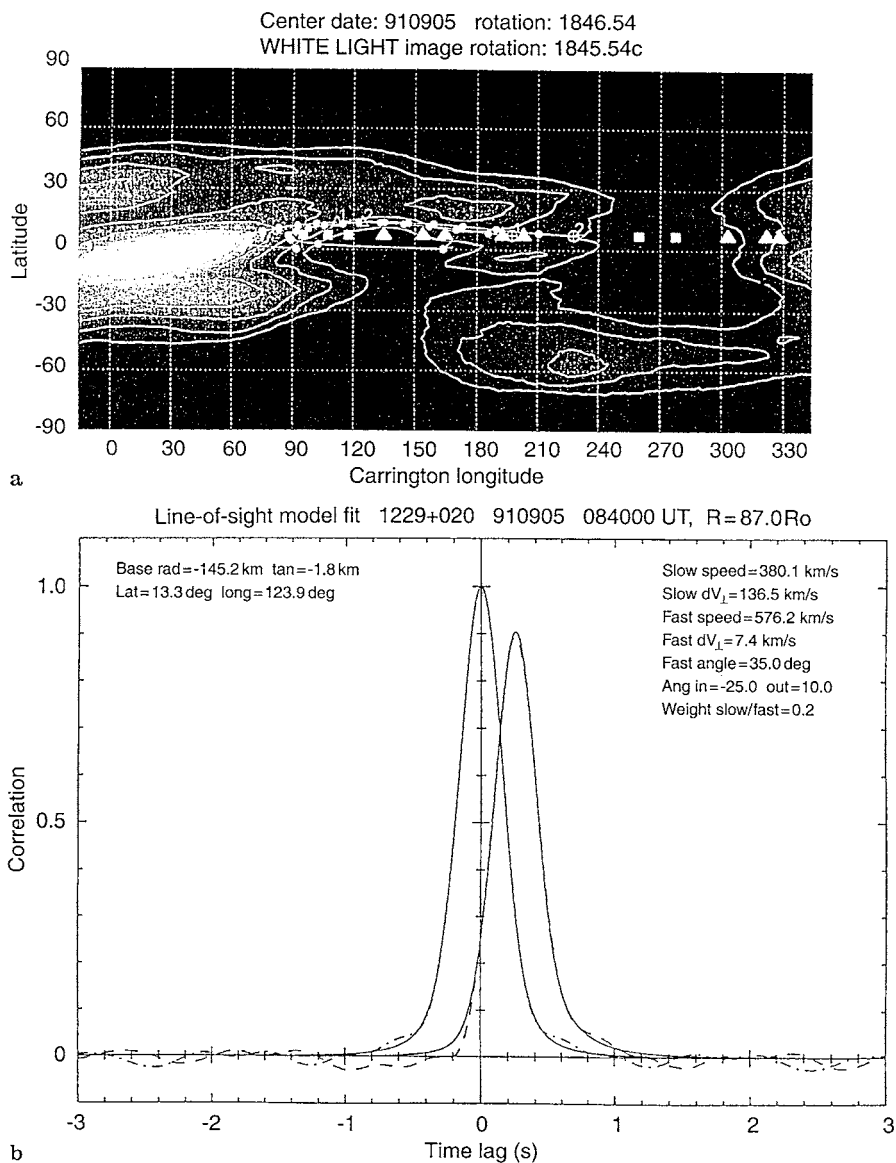 a
Center date: 910905 rotation: 1846.54
WHITE LIGHT image rotation: 1845.54c
90
60
30
0
-30
-60
-90
Latitude
0 30 60 90 120 150 180 210 240 270 300 330
Carrington longitude
2
2
b
Line-of-sight model fit 1229+020 910905 084000 UT, R=87.0Ro
Base rad=-145.2 km tan=-1.8 km
Lat=13.3 deg long=123.9 deg
Slow speed=380.1 km/s
Slow dV⊥=136.5 km/s
Fast speed=576.2 km/s
Fast dV⊥=7.4 km/s
Fast angle=35.0 deg
Ang in=-25.0 out=10.0
Weight slow/fast=0.2
1.0
0.5
0
Correlation
-3 -2 -1 0 1 2 3
Time lag (s)